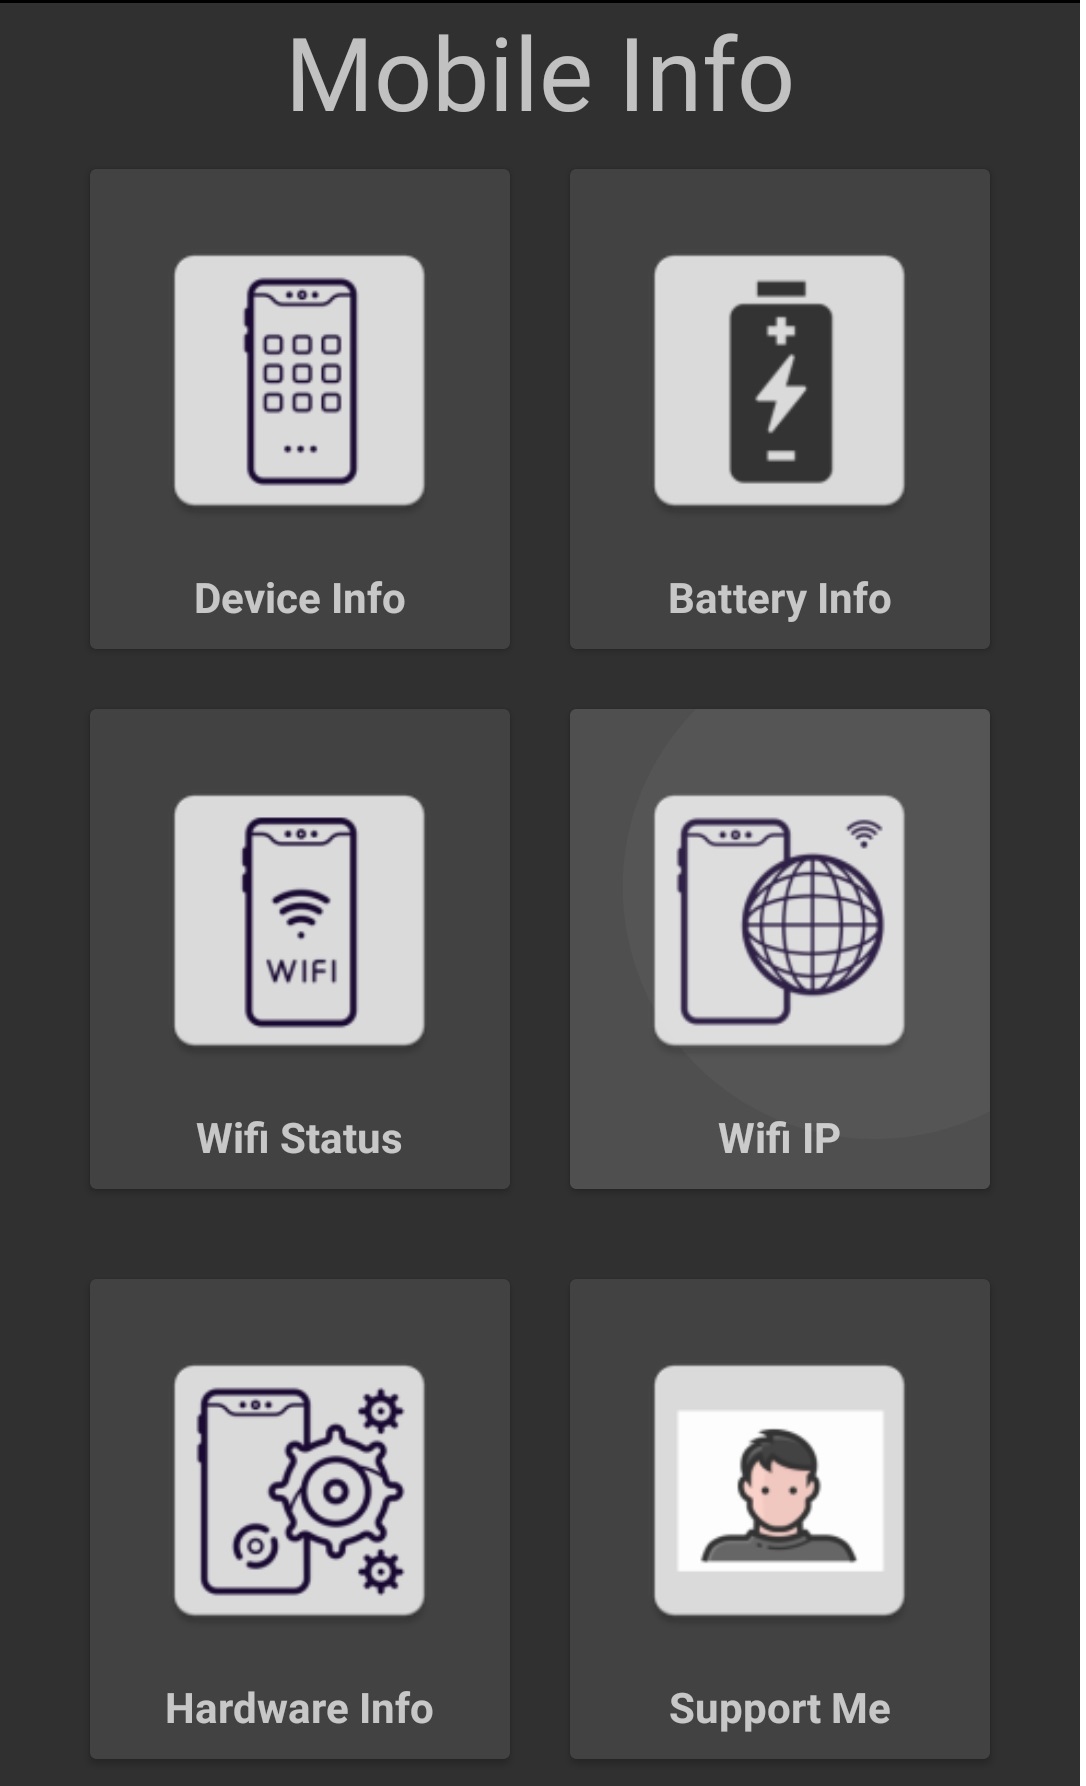 Mobile Info
Device Info
Battery Info
WIFI
Wifi Status
Wifi IP
Hardware Info
Support Me